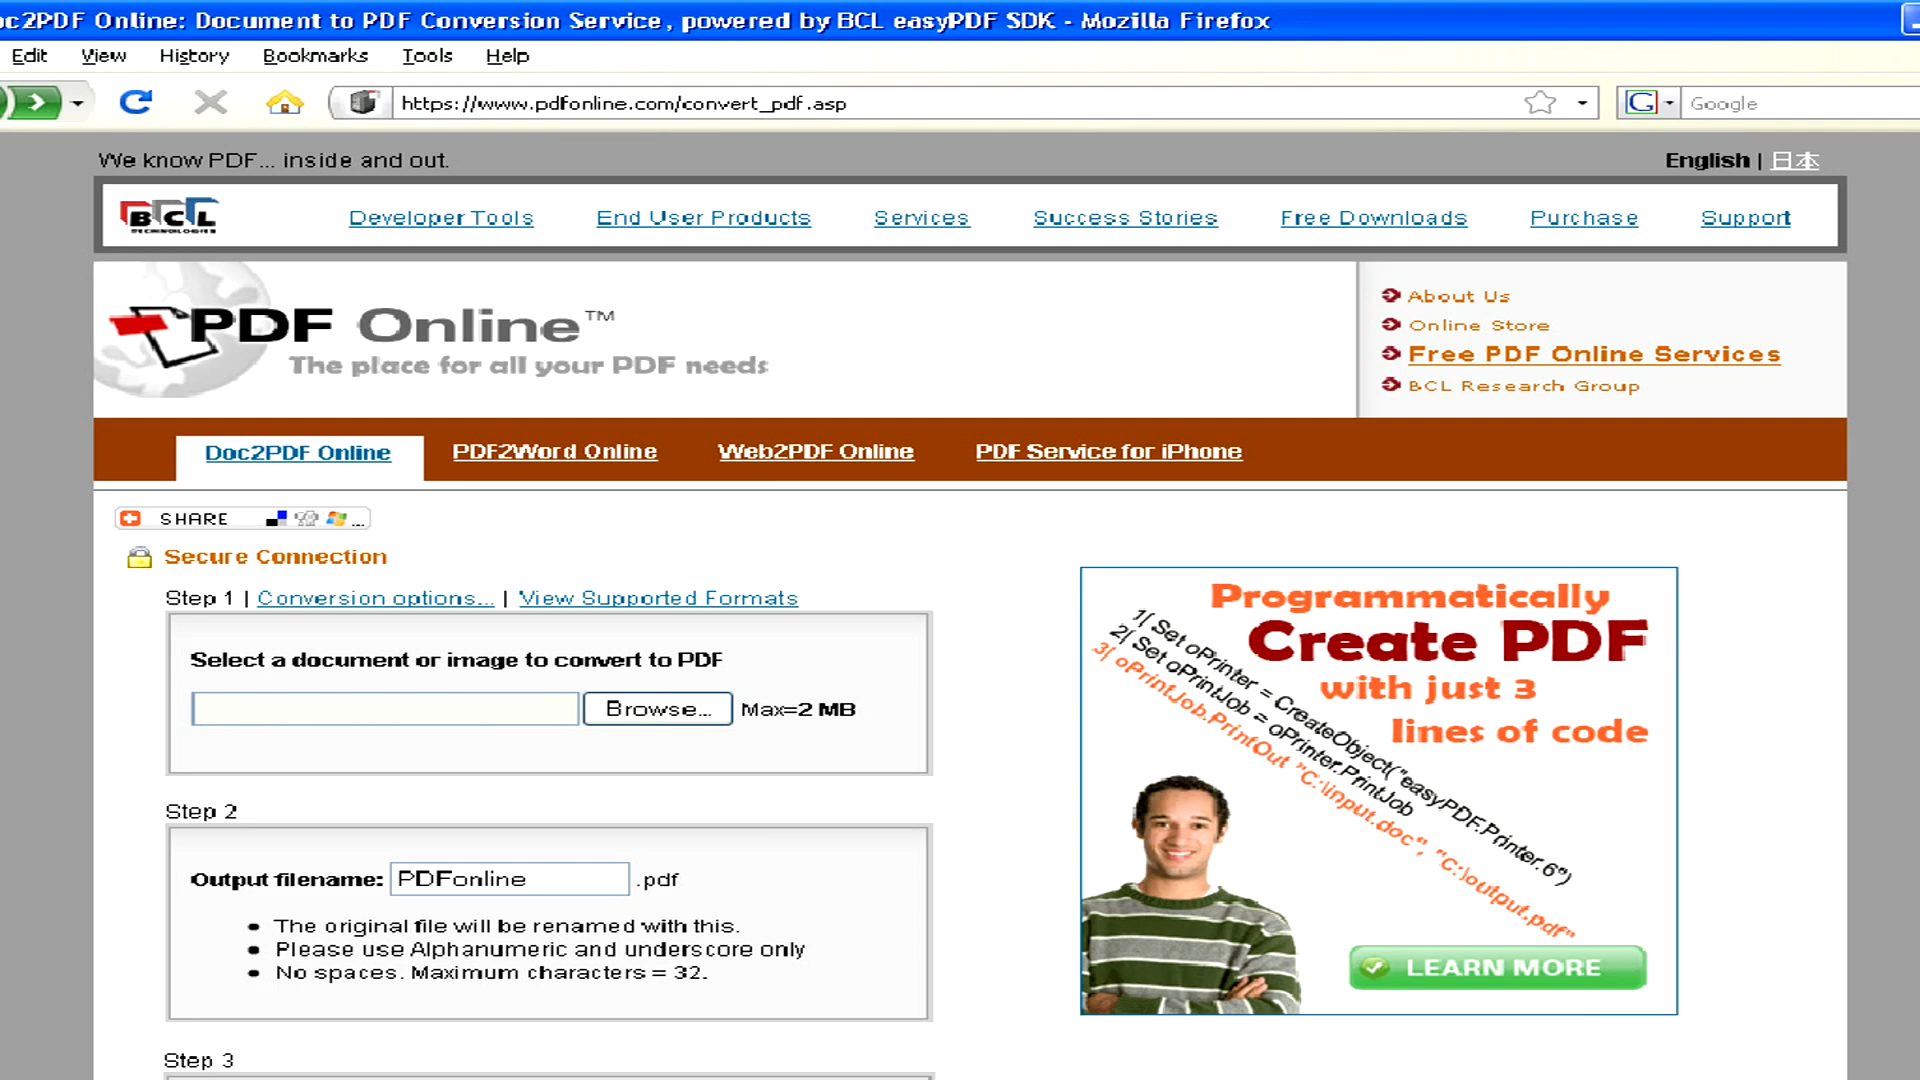 oc2PDF Online: Document to PDF Conversion Service, powered by BCL easyPDF SDK - Mozilla Firefox
Edit View History Bookmarks Tools Help
https://www.pdfonline.com/convert_pdf.asp
G Google
We know PDF... inside and out.
English | 日本
BCL TECHNOLOGIES
Developer Tools End User Products Services Success Stories Free Downloads Purchase Support
PDF Online™
The place for all your PDF needs
About Us
Online Store
Free PDF Online Services
BCL Research Group
Doc2PDF Online PDF2Word Online Web2PDF Online PDF Service for iPhone
SHARE ...
Secure Connection
Step 1 | Conversion options... | View Supported Formats
Select a document or image to convert to PDF
Browse... Max=2 MB
Step 2
Output filename: PDFonline .pdf
• The original file will be renamed with this.
• Please use Alphanumeric and underscore only
• No spaces. Maximum characters = 32.
Step 3
Programmatically
Create PDF
with just 3
lines of code
1| Set oPrinter = CreateObject("easyPDF.Printer.6")
2| Set oPrintJob = oPrinter.PrintJob
3| oPrintJob.PrintOut "C:\input.doc", "C:\output.pdf"
LEARN MORE